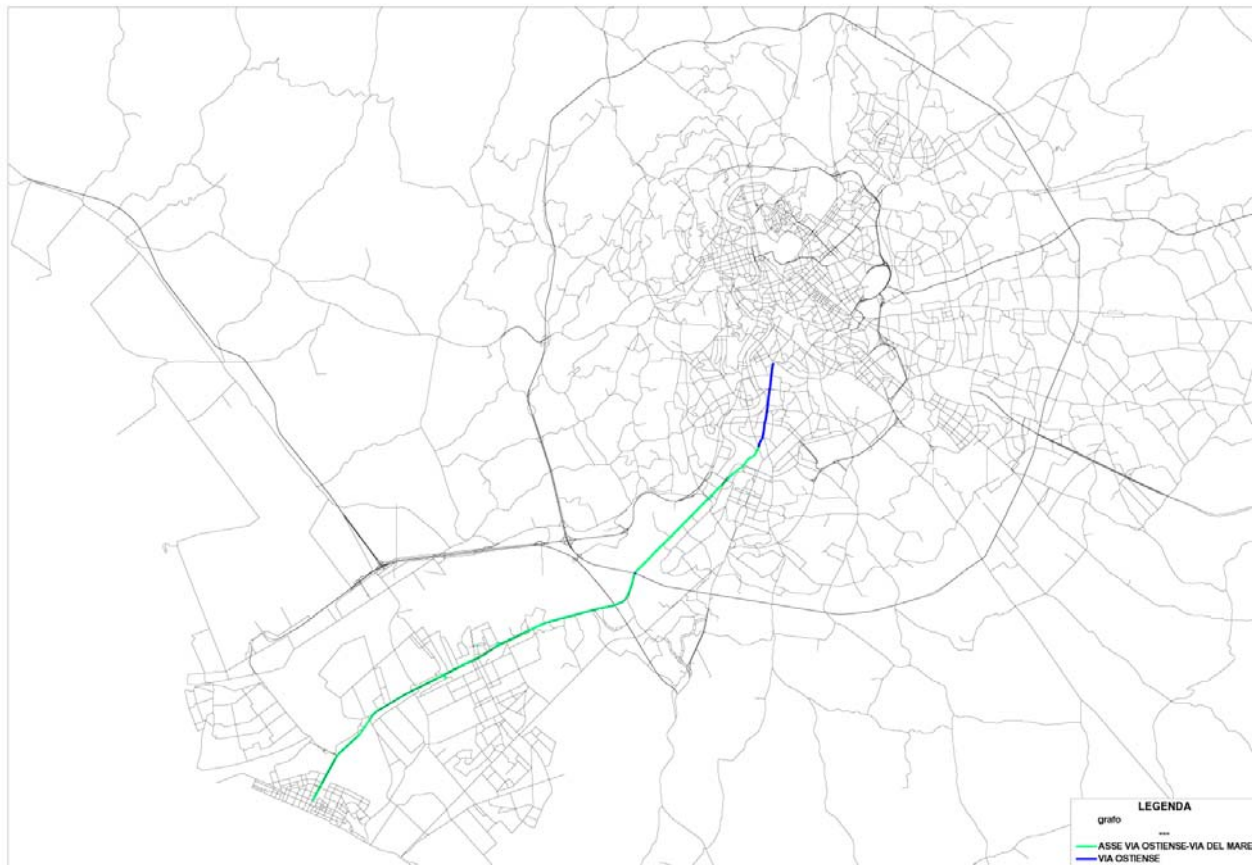 LEGENDA
grafo
***
ASSE VIA OSTIENSE-VIA DEL MARE
VIA OSTIENSE